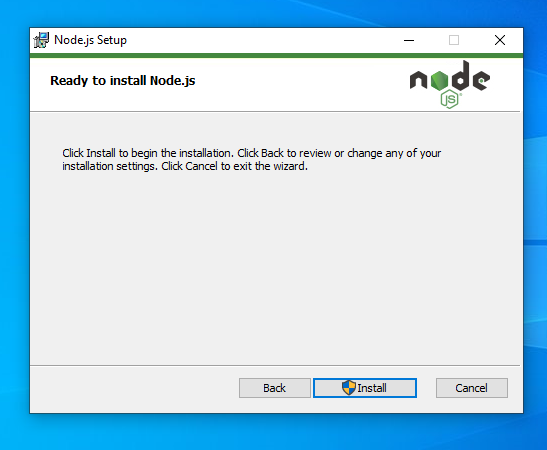 Node.js Setup
Ready to install Node.js
node
JS
Click Install to begin the installation. Click Back to review or change any of your
installation settings. Click Cancel to exit the wizard.
Back
Install
Cancel